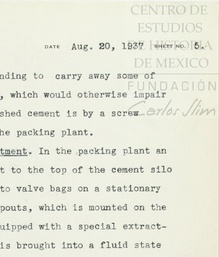 CENTRO DE
ESTUDIOS
DE HISTORIA
DE MEXICO
FUNDACIÓN
Carlos Slim
DATE Aug. 20, 1937 SHEET NO. 5.
nding to carry away some of
, which would otherwise impair
shed cement is by a screw
he packing plant.
tment. In the packing plant an
t to the top of the cement silo
to valve bags on a stationary
pouts, which is mounted on the
uipped with a special extract-
is brought into a fluid state